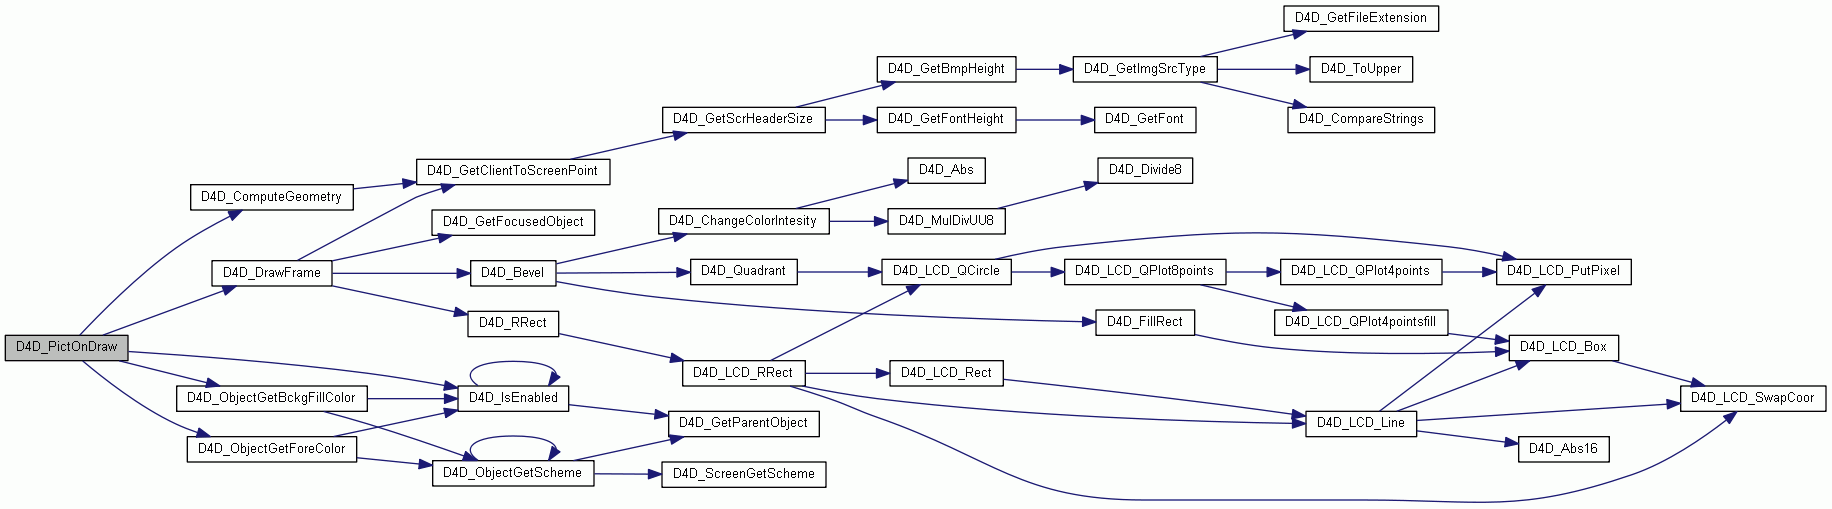 D4D_GetFileExtension
D4D_GetBmpHeight
D4D_GetImgSrcType
D4D_ToUpper
D4D_GetScrHeaderSize
D4D_GetFontHeight
D4D_GetFont
D4D_CompareStrings
D4D_GetClientToScreenPoint
D4D_Abs
D4D_Divide8
D4D_ComputeGeometry
D4D_GetFocusedObject
D4D_ChangeColorIntesity
D4D_MulDivUU8
D4D_DrawFrame
D4D_Bevel
D4D_Quadrant
D4D_LCD_QCircle
D4D_LCD_QPlot8points
D4D_LCD_QPlot4points
D4D_LCD_PutPixel
D4D_RRect
D4D_FillRect
D4D_LCD_QPlot4pointsfill
D4D_PictOnDraw
D4D_LCD_Box
D4D_LCD_RRect
D4D_LCD_Rect
D4D_ObjectGetBckgFillColor
D4D_IsEnabled
D4D_LCD_SwapCoor
D4D_GetParentObject
D4D_LCD_Line
D4D_ObjectGetForeColor
D4D_Abs16
D4D_ObjectGetScheme
D4D_ScreenGetScheme